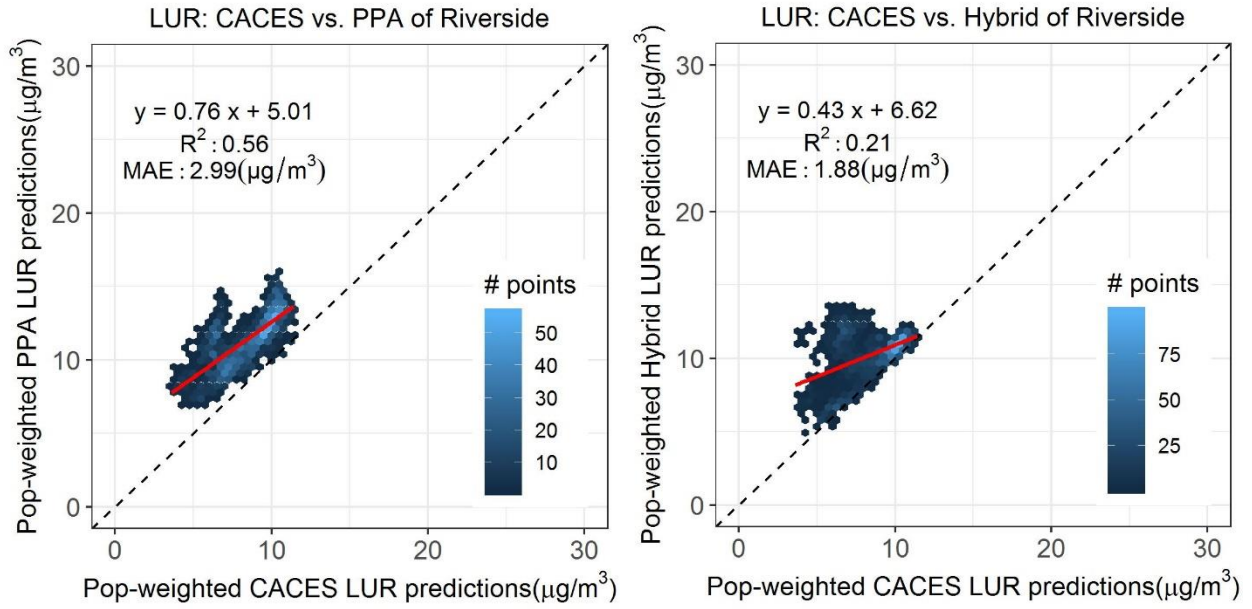 LUR: CACES vs. PPA of Riverside
Pop-weighted PPA LUR predictions(μg/m³)
30
20
10
0
y = 0.76 x + 5.01
R²:0.56
MAE:2.99(μg/m³)
# points
50
40
30
20
10
0
10
20
30
Pop-weighted CACES LUR predictions(μg/m³)
LUR: CACES vs. Hybrid of Riverside
Pop-weighted Hybrid LUR predictions(μg/m³)
30
20
10
0
y = 0.43 x + 6.62
R²:0.21
MAE:1.88(μg/m³)
# points
75
50
25
0
10
20
30
Pop-weighted CACES LUR predictions(μg/m³)